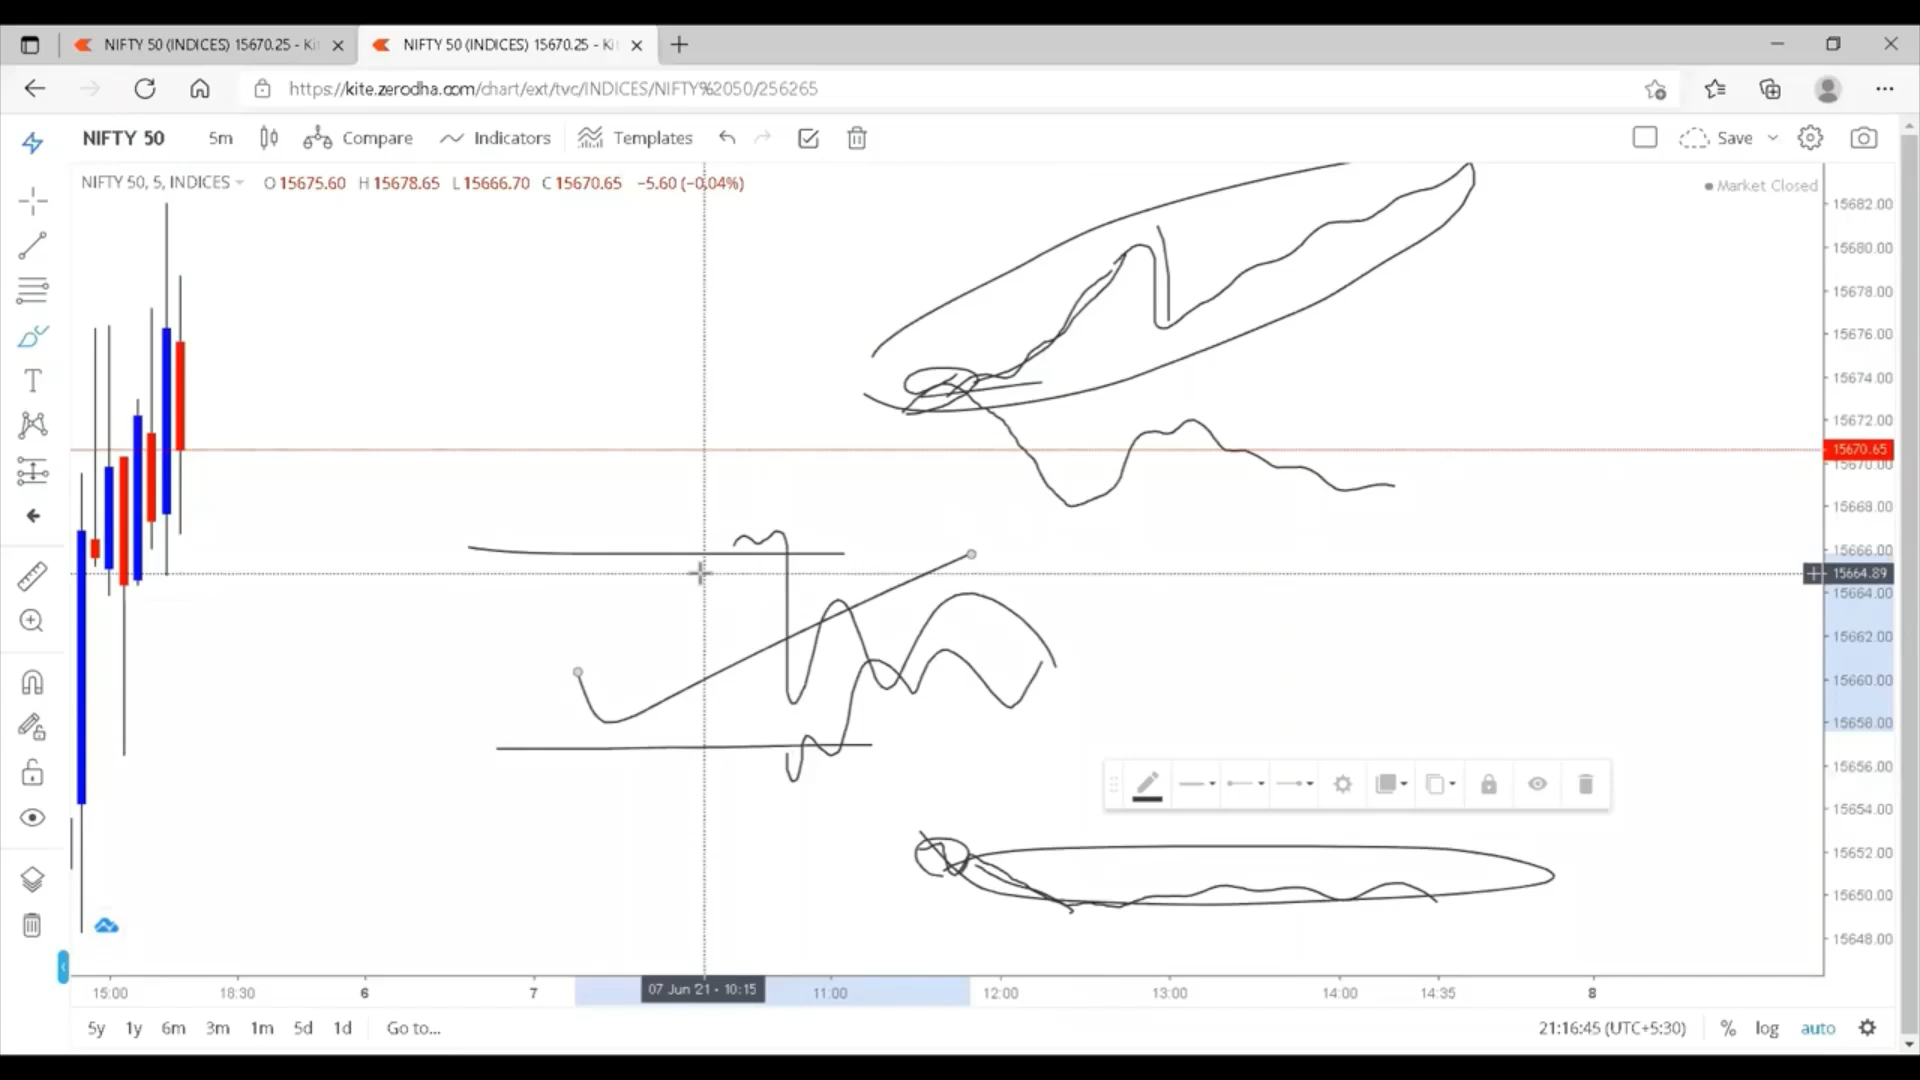 NIFTY 50 (INDICES) 15670.25 - Ki
NIFTY 50 (INDICES) 15670.25 - Ki
https://kite.zerodha.com/chart/ext/tvc/INDICES/NIFTY%2050/256265
NIFTY 50 5m Compare Indicators Templates Save
NIFTY 50, 5, INDICES O 15675.60 H 15678.65 L 15666.70 C 15670.65 −5.60 (−0.04%)
Market Closed
15682.00
15680.00
15678.00
15676.00
15674.00
15672.00
15670.65
15670.00
15668.00
15666.00
15664.89
15664.00
15662.00
15660.00
15658.00
15656.00
15654.00
15652.00
15650.00
15648.00
15:00 18:30 6 7 07 Jun '21 - 10:15 11:00 12:00 13:00 14:00 14:35 8
5y 1y 6m 3m 1m 5d 1d Go to... 21:16:45 (UTC+5:30) % log auto